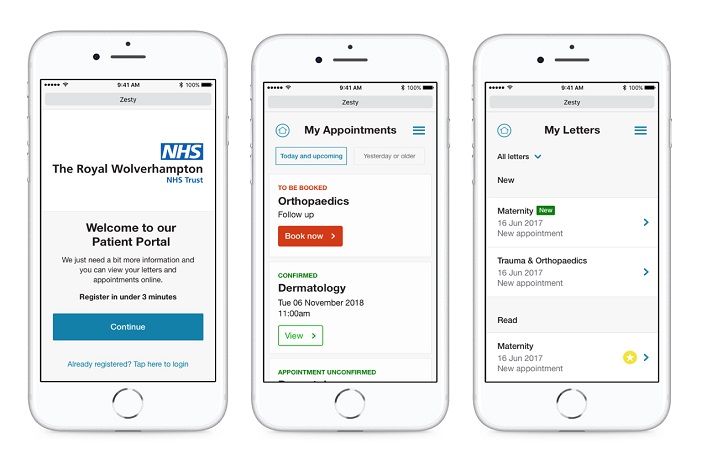 9:41 AM
100%
Zesty
NHS
The Royal Wolverhampton
NHS Trust
Welcome to our
Patient Portal
We just need a bit more information and
you can view your letters and
appointments online.
Register in under 3 minutes
Continue
Already registered? Tap here to login
9:41 AM
100%
Zesty
My Appointments
Today and upcoming
Yesterday or older
TO BE BOOKED
Orthopaedics
Follow up
Book now
CONFIRMED
Dermatology
Tue 06 November 2018
11:00am
View
APPOINTMENT UNCONFIRMED
9:41 AM
100%
Zesty
My Letters
All letters
New
Maternity New
16 Jun 2017
New appointment
Trauma & Orthopaedics
16 Jun 2017
New appointment
Read
Maternity
16 Jun 2017
New appointment